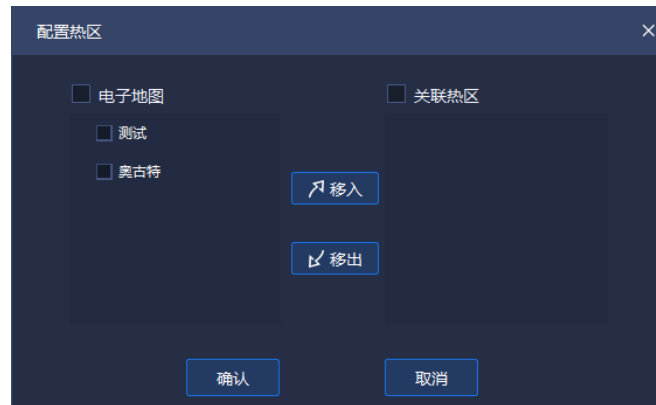 配置热区
电子地图
关联热区
测试
奥古特
移入
移出
确认
取消